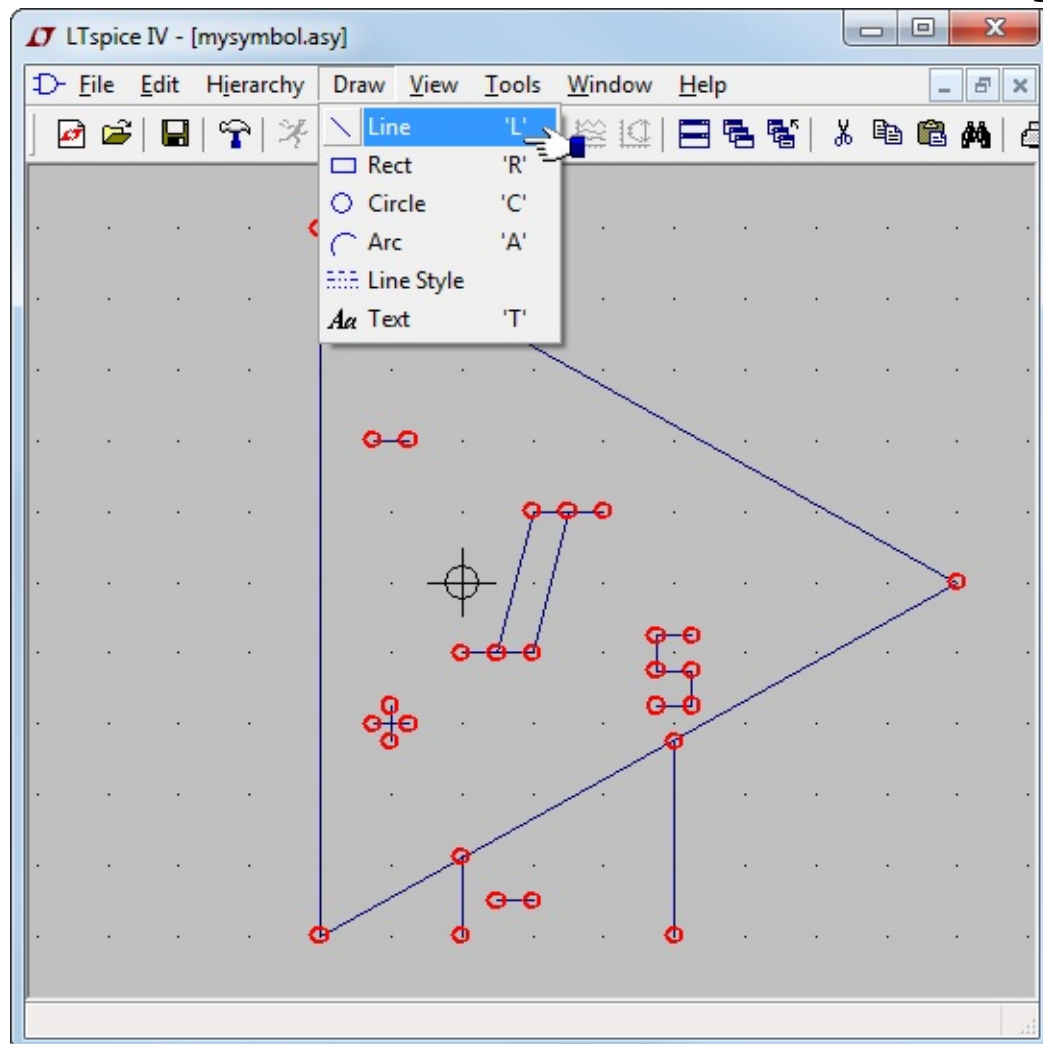 LTspice IV - [mysymbol.asy]
File Edit Hierarchy Draw View Tools Window Help
Line 'L'
Rect 'R'
Circle 'C'
Arc 'A'
Line Style
Aa Text 'T'